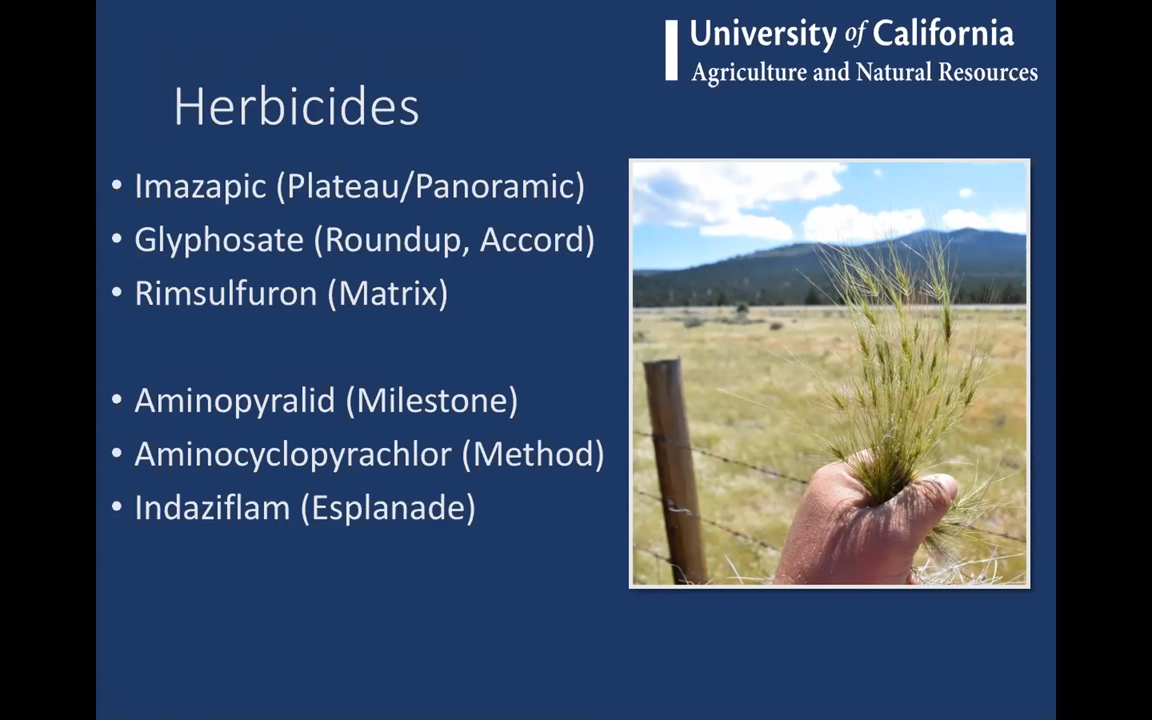 University of California
Agriculture and Natural Resources
Herbicides
• Imazapic (Plateau/Panoramic)
• Glyphosate (Roundup, Accord)
• Rimsulfuron (Matrix)
• Aminopyralid (Milestone)
• Aminocyclopyrachlor (Method)
• Indaziflam (Esplanade)